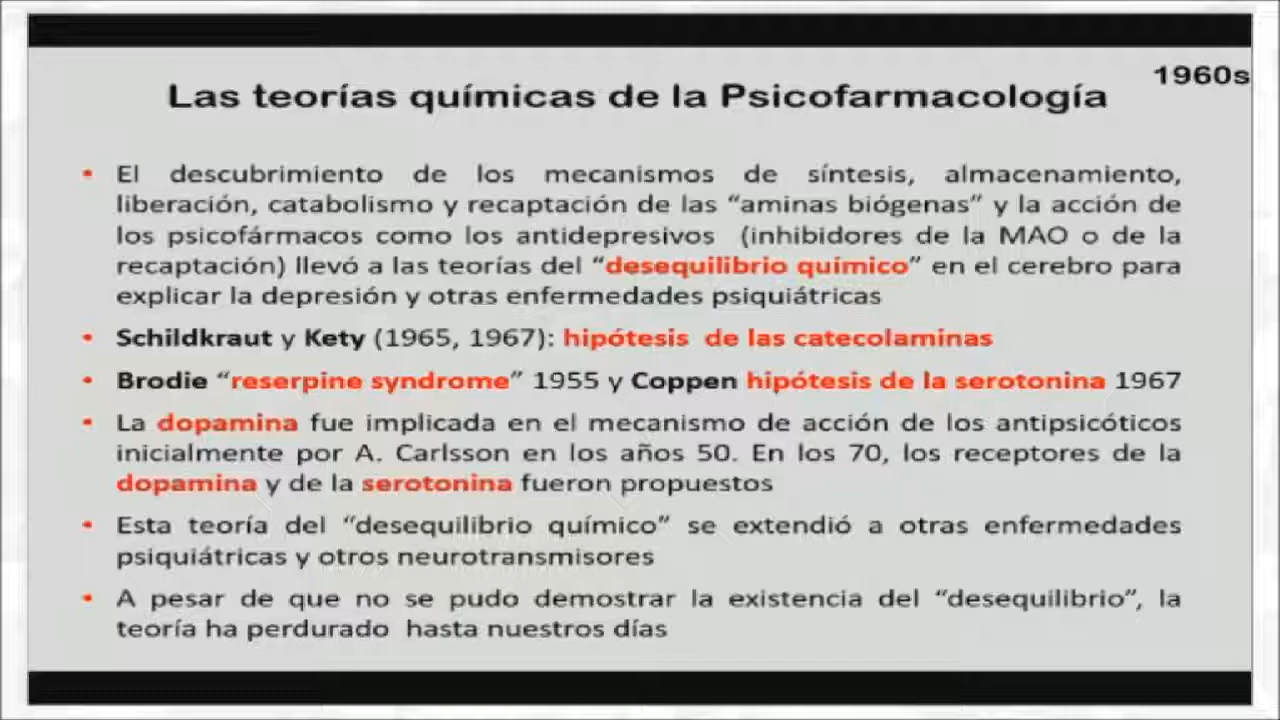 1960s
Las teorías químicas de la Psicofarmacología
• El descubrimiento de los mecanismos de síntesis, almacenamiento,
liberación, catabolismo y recaptación de las “aminas biógenas” y la acción de
los psicofármacos como los antidepresivos (inhibidores de la MAO o de la
recaptación) llevó a las teorías del “desequilibrio químico” en el cerebro para
explicar la depresión y otras enfermedades psiquiátricas
• Schildkraut y Kety (1965, 1967): hipótesis de las catecolaminas
• Brodie “reserpine syndrome” 1955 y Coppen hipótesis de la serotonina 1967
• La dopamina fue implicada en el mecanismo de acción de los antipsicóticos
inicialmente por A. Carlsson en los años 50. En los 70, los receptores de la
dopamina y de la serotonina fueron propuestos
• Esta teoría del “desequilibrio químico” se extendió a otras enfermedades
psiquiátricas y otros neurotransmisores
• A pesar de que no se pudo demostrar la existencia del “desequilibrio”, la
teoría ha perdurado hasta nuestros días